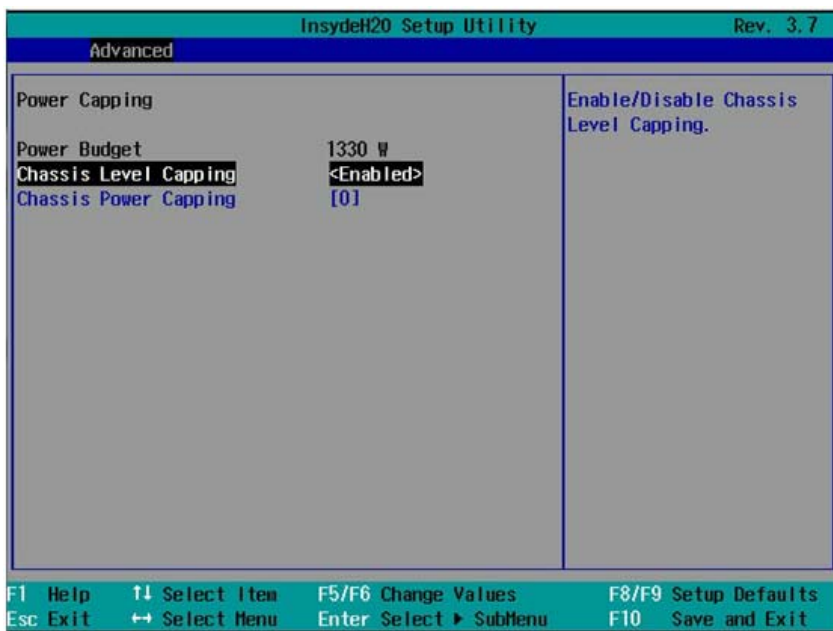 InsydeH20 Setup Utility Rev. 3.7
Advanced
Power Capping
Power Budget 1330 W
Chassis Level Capping <Enabled>
Chassis Power Capping [0]
Enable/Disable Chassis
Level Capping.
F1 Help ↑↓ Select Item F5/F6 Change Values F8/F9 Setup Defaults
Esc Exit ↔ Select Menu Enter Select ▶ SubMenu F10 Save and Exit